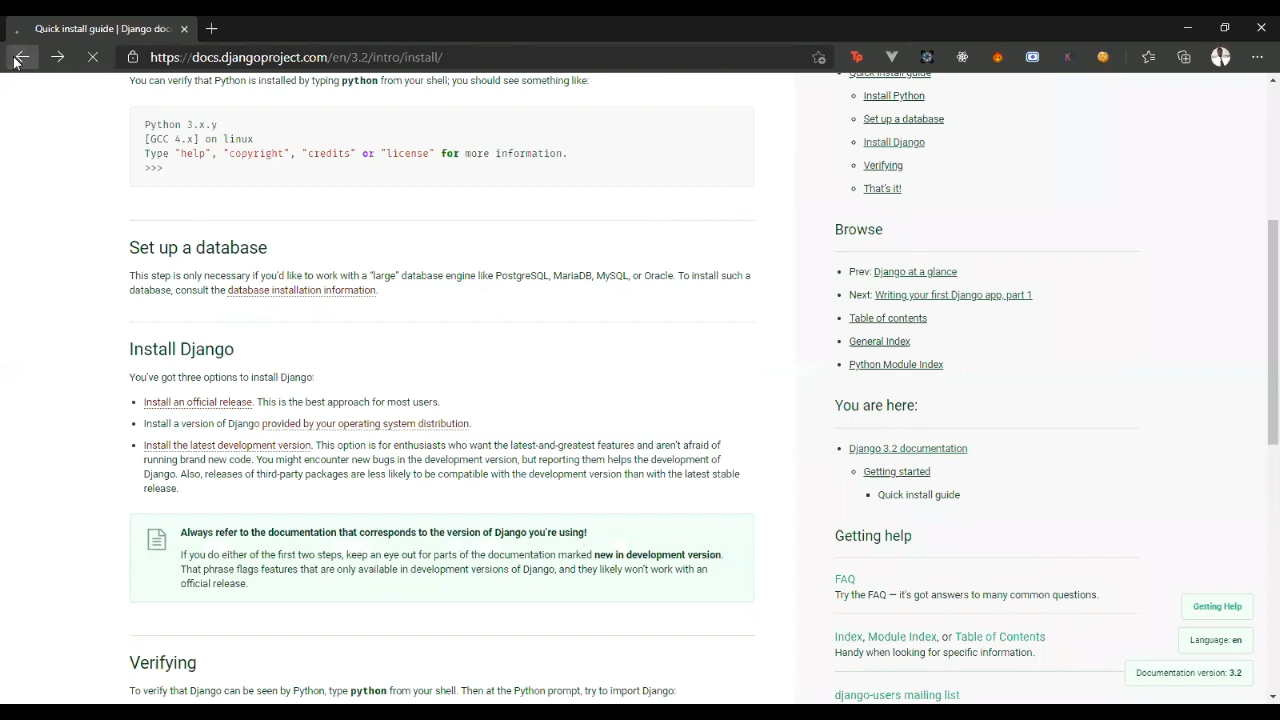 Quick install guide | Django doc
https://docs.djangoproject.com/en/3.2/intro/install/
You can verify that Python is installed by typing python from your shell; you should see something like:
Python 3.x.y
[GCC 4.x] on linux
Type "help", "copyright", "credits" or "license" for more information.
>>>
Set up a database
This step is only necessary if you'd like to work with a "large" database engine like PostgreSQL, MariaDB, MySQL, or Oracle. To install such a
database, consult the database installation information.
Install Django
You've got three options to install Django:
Install an official release. This is the best approach for most users.
Install a version of Django provided by your operating system distribution.
Install the latest development version. This option is for enthusiasts who want the latest-and-greatest features and aren't afraid of
running brand new code. You might encounter new bugs in the development version, but reporting them helps the development of
Django. Also, releases of third-party packages are less likely to be compatible with the development version than with the latest stable
release.
Always refer to the documentation that corresponds to the version of Django you're using!
If you do either of the first two steps, keep an eye out for parts of the documentation marked new in development version.
That phrase flags features that are only available in development versions of Django, and they likely won't work with an
official release.
Verifying
To verify that Django can be seen by Python, type python from your shell. Then at the Python prompt, try to import Django:
Quick install guide
Install Python
Set up a database
Install Django
Verifying
That's it!
Browse
Prev: Django at a glance
Next: Writing your first Django app, part 1
Table of contents
General Index
Python Module Index
You are here:
Django 3.2 documentation
Getting started
Quick install guide
Getting help
FAQ
Try the FAQ — it's got answers to many common questions.
Index, Module Index, or Table of Contents
Handy when looking for specific information.
django-users mailing list
Getting Help
Language: en
Documentation version: 3.2